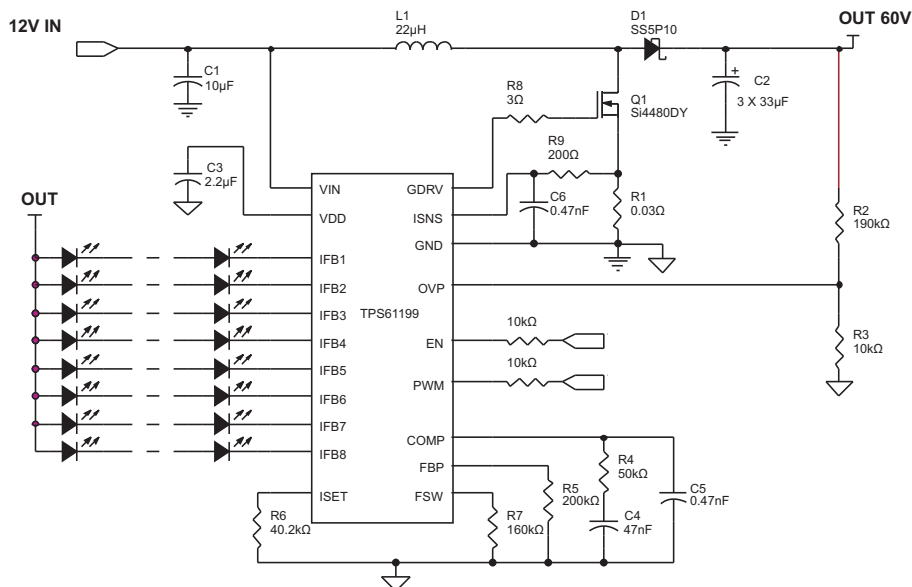 12V IN
L1
22µH
D1
SS5P10
OUT 60V
C1
10µF
R8
3Ω
Q1
Si4480DY
+
C2
3 X 33µF
R9
200Ω
C3
2.2µF
C6
0.47nF
R1
0.03Ω
R2
190kΩ
OUT
VIN
VDD
IFB1
IFB2
IFB3
IFB4
IFB5
IFB6
IFB7
IFB8
ISET
TPS61199
GDRV
ISNS
GND
OVP
EN
PWM
COMP
FBP
FSW
10kΩ
10kΩ
R3
10kΩ
R4
50kΩ
C5
0.47nF
R5
200kΩ
C4
47nF
R6
40.2kΩ
R7
160kΩ